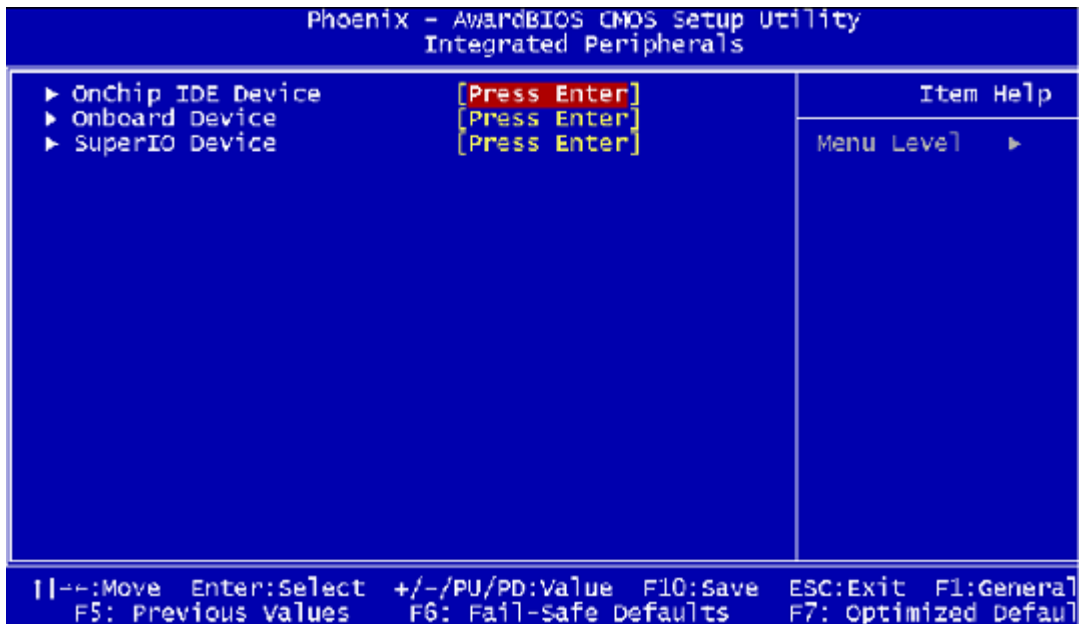 Phoenix - AwardBIOS CMOS Setup Utility
Integrated Peripherals
▶ OnChip IDE Device [Press Enter]
▶ Onboard Device [Press Enter]
▶ SuperIO Device [Press Enter]
Item Help
Menu Level ▶
↑↓→←:Move Enter:Select +/-/PU/PD:Value F10:Save ESC:Exit F1:General
F5: Previous Values F6: Fail-Safe Defaults F7: Optimized Defaul